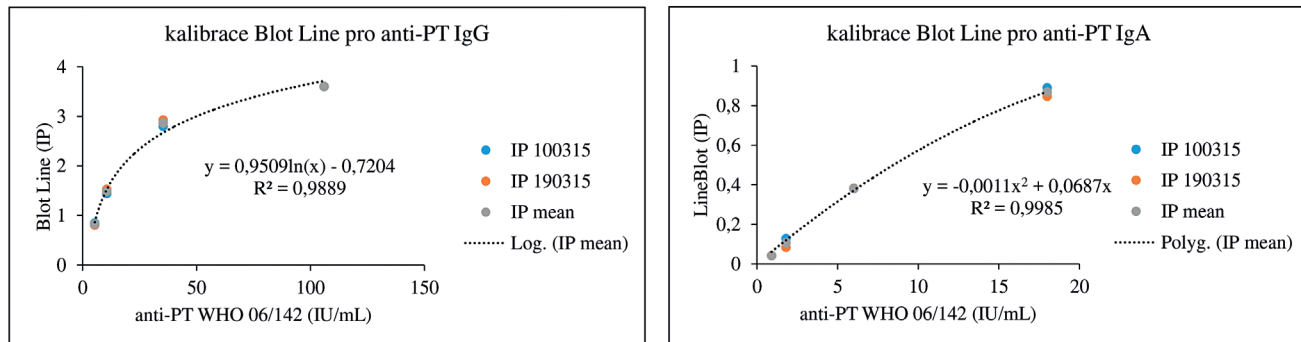 kalibrace Blot Line pro anti-PT IgG
4
3
2
1
0
0
50
100
150
Blot Line (IP)
anti-PT WHO 06/142 (IU/mL)
y = 0,9509ln(x) - 0,7204
R² = 0,9889
IP 100315
IP 190315
IP mean
Log. (IP mean)
kalibrace Blot Line pro anti-PT IgA
1
0,8
0,6
0,4
0,2
0
0
5
10
15
20
LineBlot (IP)
anti-PT WHO 06/142 (IU/mL)
y = -0,0011x² + 0,0687x
R² = 0,9985
IP 100315
IP 190315
IP mean
Polyg. (IP mean)